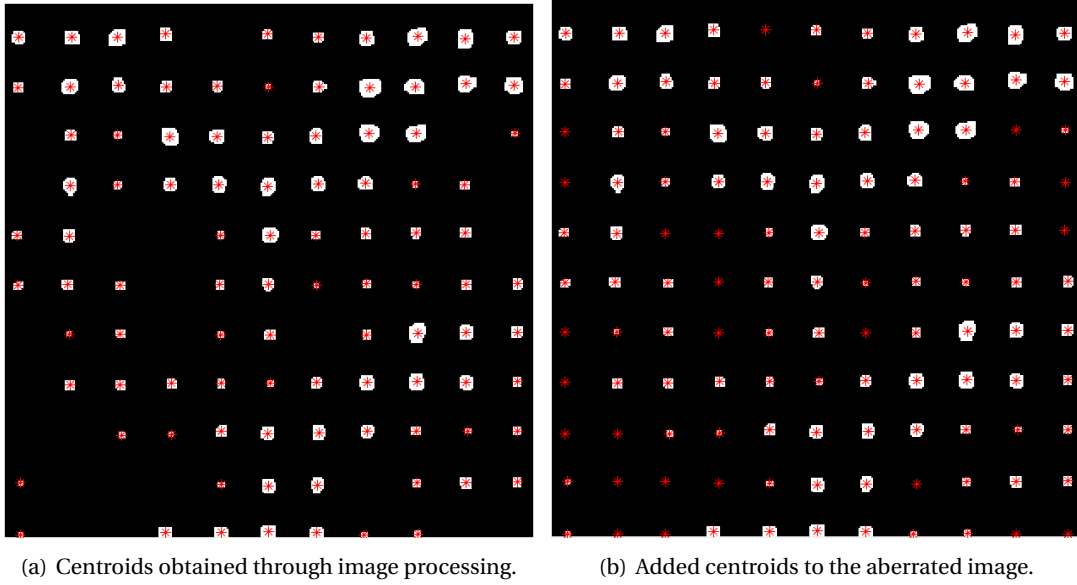 (a) Centroids obtained through image processing.
(b) Added centroids to the aberrated image.